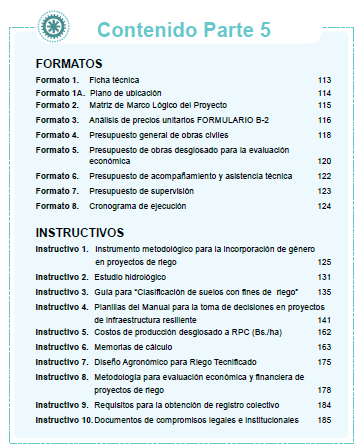 Contenido Parte 5
FORMATOS
Formato 1. Ficha técnica 113
Formato 1A. Plano de ubicación 114
Formato 2. Matriz de Marco Lógico del Proyecto 115
Formato 3. Análisis de precios unitarios FORMULARIO B-2 116
Formato 4. Presupuesto general de obras civiles 118
Formato 5. Presupuesto de obras desglosado para la evaluación
económica 120
Formato 6. Presupuesto de acompañamiento y asistencia técnica 122
Formato 7. Presupuesto de supervisión 123
Formato 8. Cronograma de ejecución 124
INSTRUCTIVOS
Instructivo 1. Instrumento metodológico para la incorporación de género
en proyectos de riego 125
Instructivo 2. Estudio hidrológico 131
Instructivo 3. Guía para “Clasificación de suelos con fines de riego” 135
Instructivo 4. Planillas del Manual para la toma de decisiones en proyectos
de infraestructura resiliente 141
Instructivo 5. Costos de producción desglosado a RPC (Bs./ha) 162
Instructivo 6. Memorias de cálculo 163
Instructivo 7. Diseño Agronómico para Riego Tecnificado 175
Instructivo 8. Metodología para evaluación económica y financiera de
proyectos de riego 178
Instructivo 9. Requisitos para la obtención de registro colectivo 184
Instructivo 10. Documentos de compromisos legales e institucionales 185